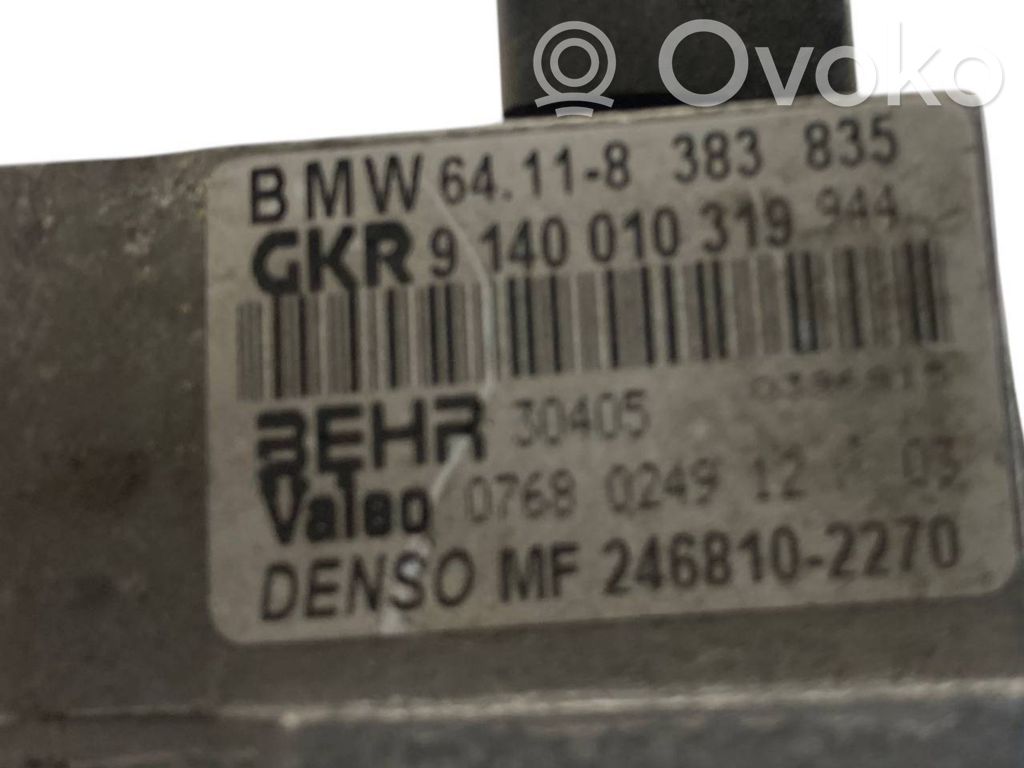 Ovoko
BMW 64.11-8 383 835
GKR 9 140 010 319 944
BEHR 30405
Valeo 0768 0249 12 03
DENSO MF 246810-2270